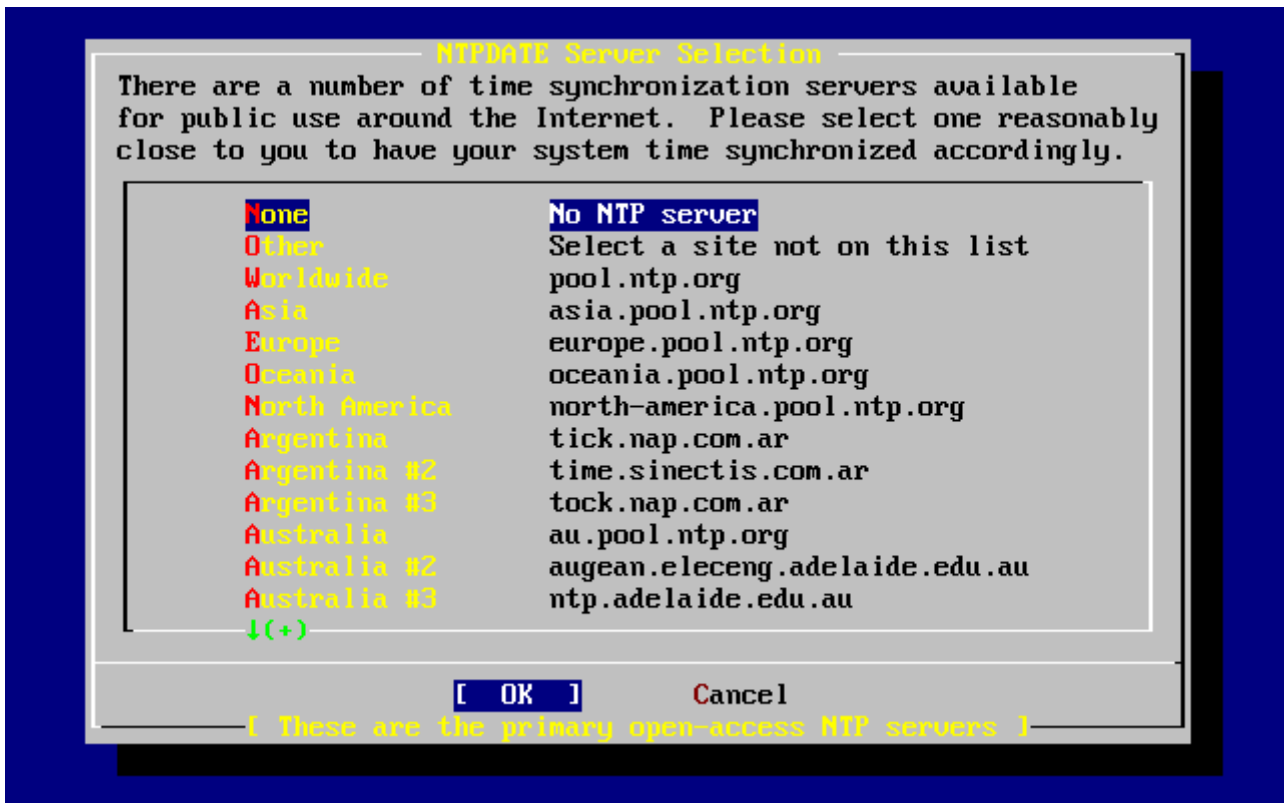 NTPDATE Server Selection
There are a number of time synchronization servers available
for public use around the Internet.  Please select one reasonably
close to you to have your system time synchronized accordingly.
None No NTP server
Other Select a site not on this list
Worldwide pool.ntp.org
Asia asia.pool.ntp.org
Europe europe.pool.ntp.org
Oceania oceania.pool.ntp.org
North America north-america.pool.ntp.org
Argentina tick.nap.com.ar
Argentina #2 time.sinectis.com.ar
Argentina #3 tock.nap.com.ar
Australia au.pool.ntp.org
Australia #2 augean.eleceng.adelaide.edu.au
Australia #3 ntp.adelaide.edu.au
↓(+)
[ OK ] Cancel
[ These are the primary open-access NTP servers ]